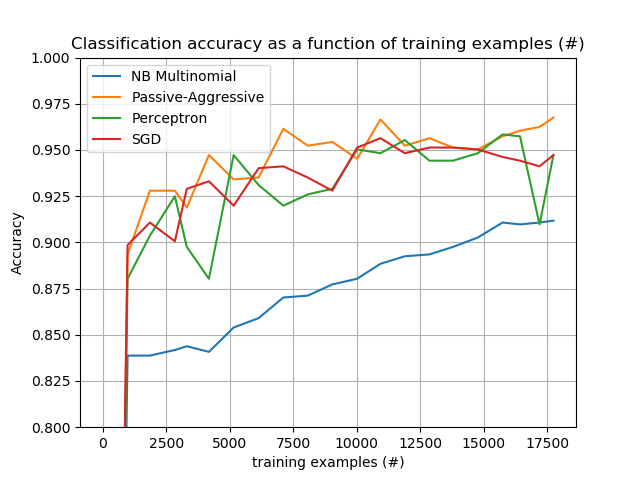 Classification accuracy as a function of training examples (#)
1.000
0.975
0.950
0.925
0.900
0.875
0.850
0.825
0.800
Accuracy
NB Multinomial
Passive-Aggressive
Perceptron
SGD
0 2500 5000 7500 10000 12500 15000 17500
training examples (#)